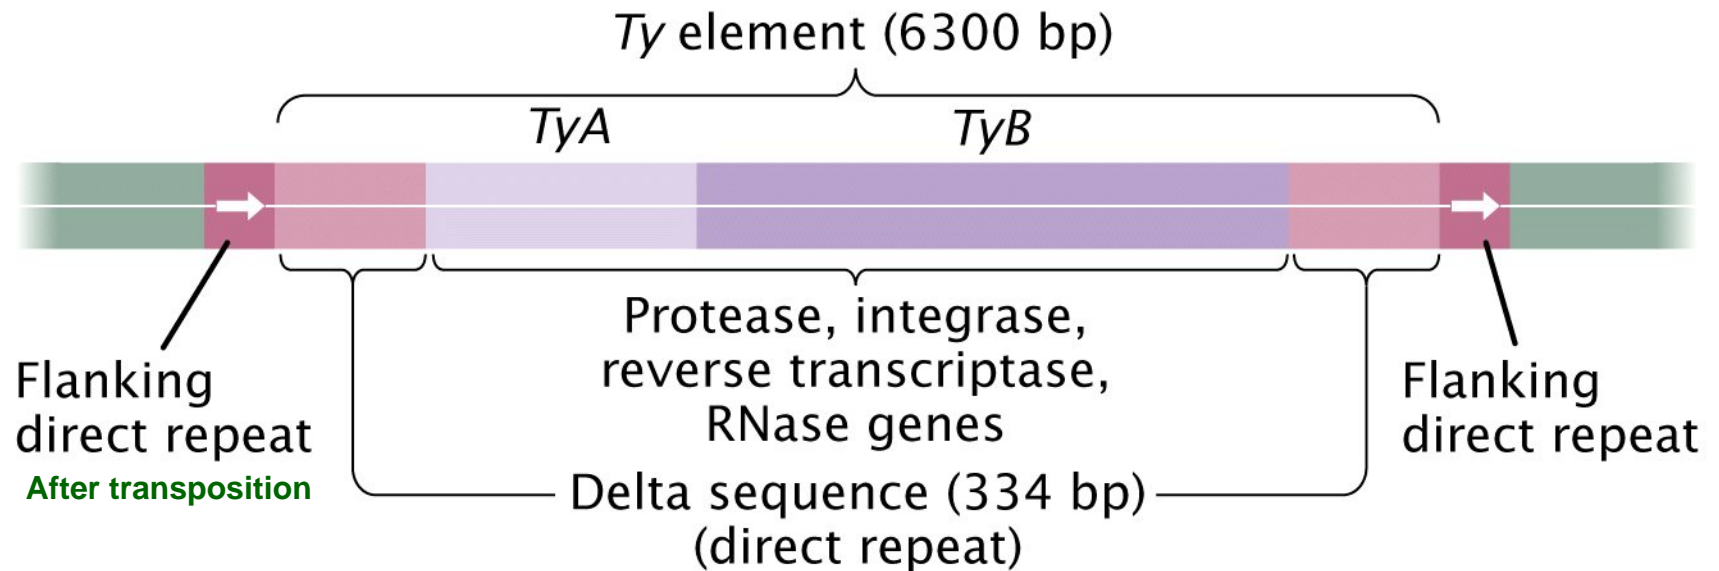 Ty element (6300 bp)
TyA
TyB
Protease, integrase,
reverse transcriptase,
RNase genes
Flanking
direct repeat
After transposition
Flanking
direct repeat
Delta sequence (334 bp)
(direct repeat)